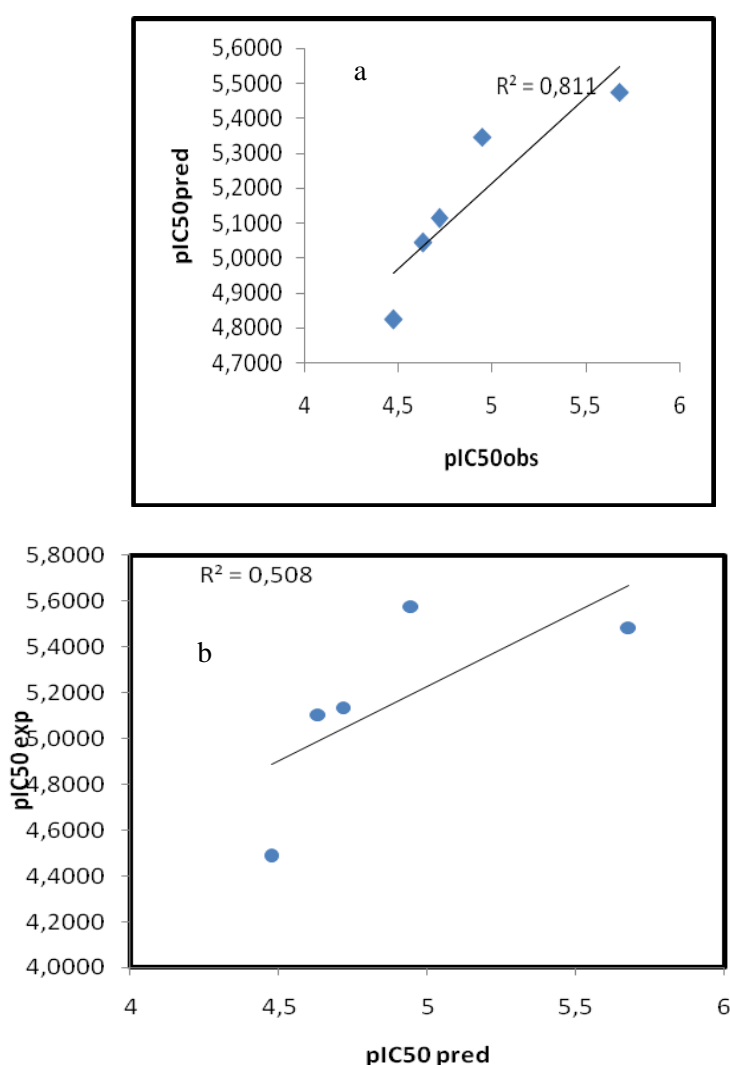 5,6000
a
5,5000
R² = 0,811
5,4000
5,3000
5,2000
5,1000
5,0000
4,9000
4,8000
4,7000
pIC50pred
4 4,5 5 5,5 6
pIC50obs
5,8000
R² = 0,508
5,6000
5,4000
b
5,2000
5,0000
4,8000
4,6000
4,4000
4,2000
4,0000
pIC50 exp
4 4,5 5 5,5 6
pIC50 pred